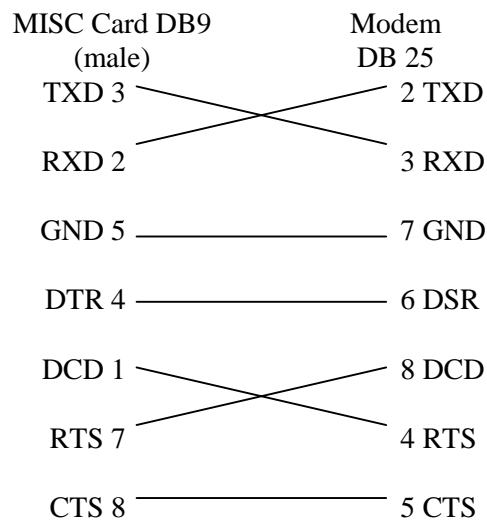 MISC Card DB9 Modem
(male) DB 25
TXD 3 2 TXD
RXD 2 3 RXD
GND 5 7 GND
DTR 4 6 DSR
DCD 1 8 DCD
RTS 7 4 RTS
CTS 8 5 CTS